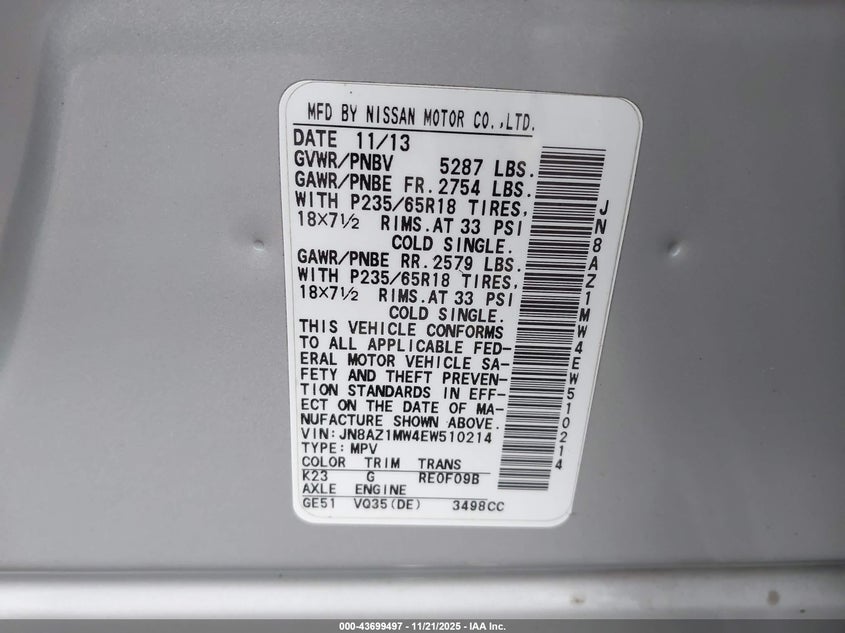 MFD BY NISSAN MOTOR CO.,LTD.
DATE 11/13
GVWR/PNBV 5287 LBS.
GAWR/PNBE FR. 2754 LBS.
WITH P235/65R18 TIRES,
18×7½ RIMS. AT 33 PSI
COLD SINGLE.
GAWR/PNBE RR. 2579 LBS.
WITH P235/65R18 TIRES,
18×7½ RIMS. AT 33 PSI
COLD SINGLE.
THIS VEHICLE CONFORMS
TO ALL APPLICABLE FED-
ERAL MOTOR VEHICLE SA-
FETY AND THEFT PREVEN-
TION STANDARDS IN EFF-
ECT ON THE DATE OF MA-
NUFACTURE SHOWN ABOVE.
VIN: JN8AZ1MW4EW510214
TYPE: MPV
COLOR TRIM TRANS
K23 G RE0F09B
AXLE ENGINE
GE51 VQ35(DE) 3498CC
JN8AZ1MW4EW510214
000-43699497 - 11/21/2025 - IAA Inc.